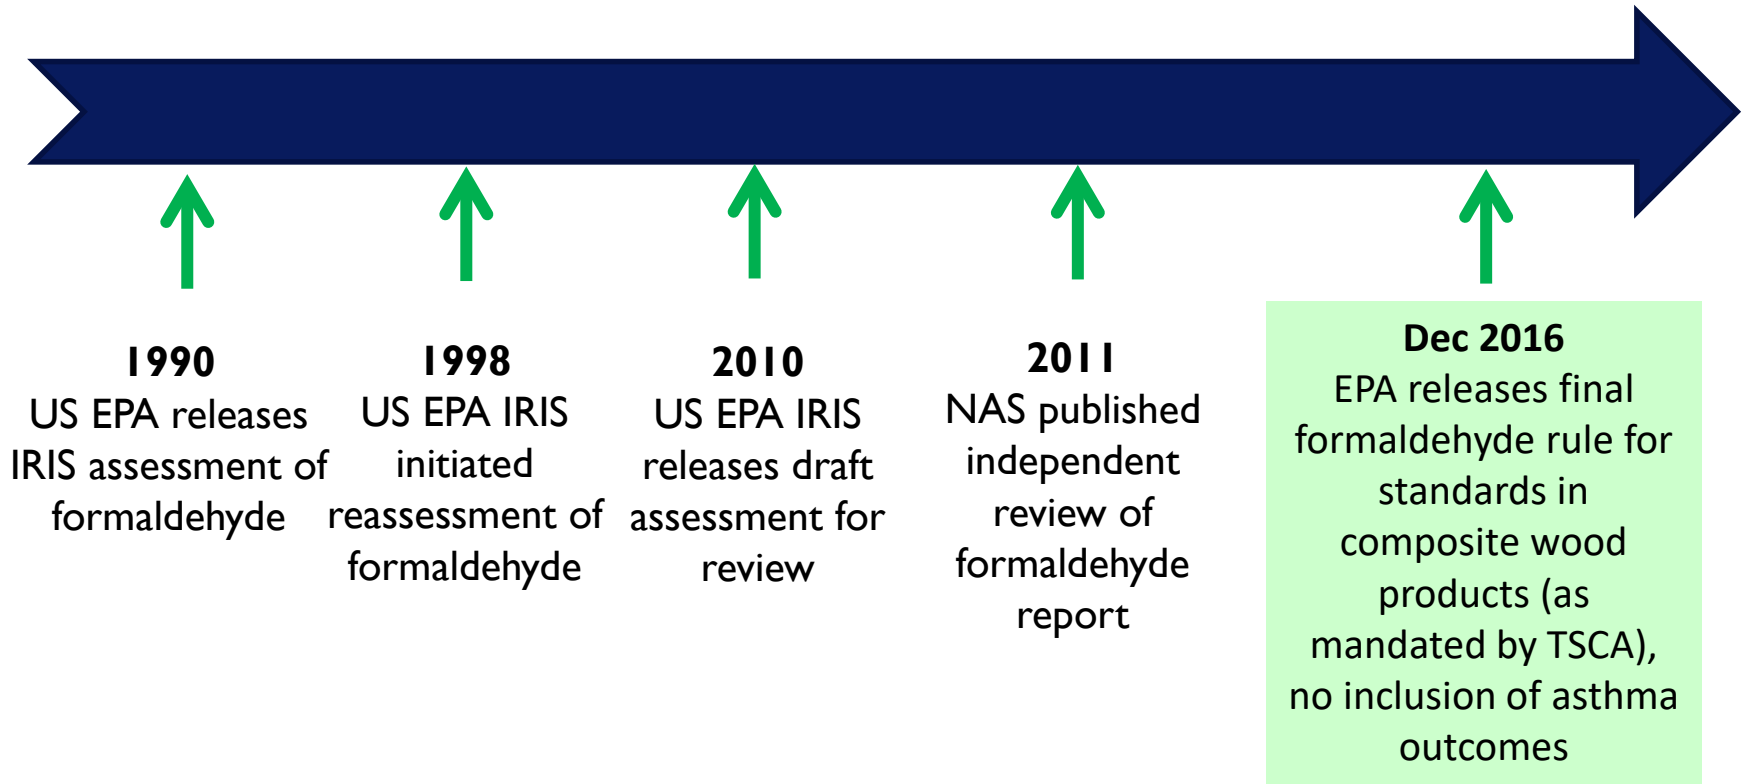 1990
US EPA releases
IRIS assessment of
formaldehyde
1998
US EPA IRIS
initiated
reassessment of
formaldehyde
2010
US EPA IRIS
releases draft
assessment for
review
2011
NAS published
independent
review of
formaldehyde
report
Dec 2016
EPA releases final
formaldehyde rule for
standards in
composite wood
products (as
mandated by TSCA),
no inclusion of asthma
outcomes